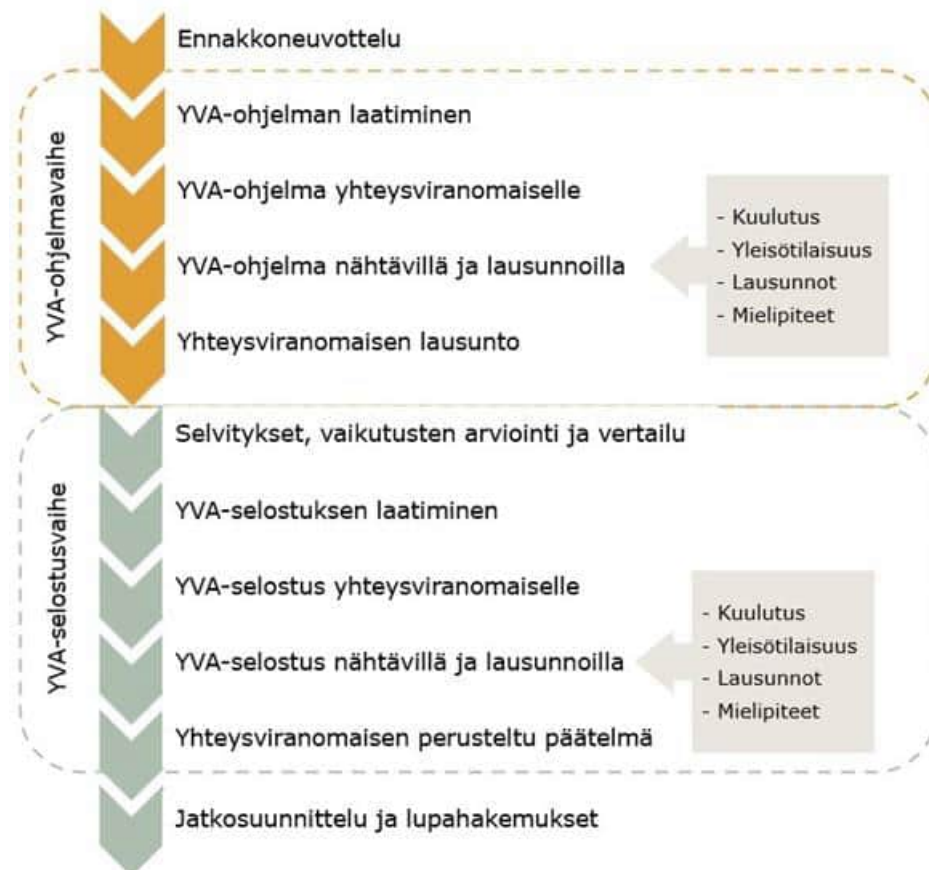 Ennakkoneuvottelu
YVA-ohjelmavaihe
YVA-ohjelman laatiminen
YVA-ohjelma yhteysviranomaiselle
YVA-ohjelma nähtävillä ja lausunnoilla
- Kuulutus
- Yleisötilaisuus
- Lausunnot
- Mielipiteet
Yhteysviranomaisen lausunto
YVA-selostusvaihe
Selvitykset, vaikutusten arviointi ja vertailu
YVA-selostuksen laatiminen
YVA-selostus yhteysviranomaiselle
YVA-selostus nähtävillä ja lausunnoilla
- Kuulutus
- Yleisötilaisuus
- Lausunnot
- Mielipiteet
Yhteysviranomaisen perusteltu päätelmä
Jatkosuunnittelu ja lupahakemukset